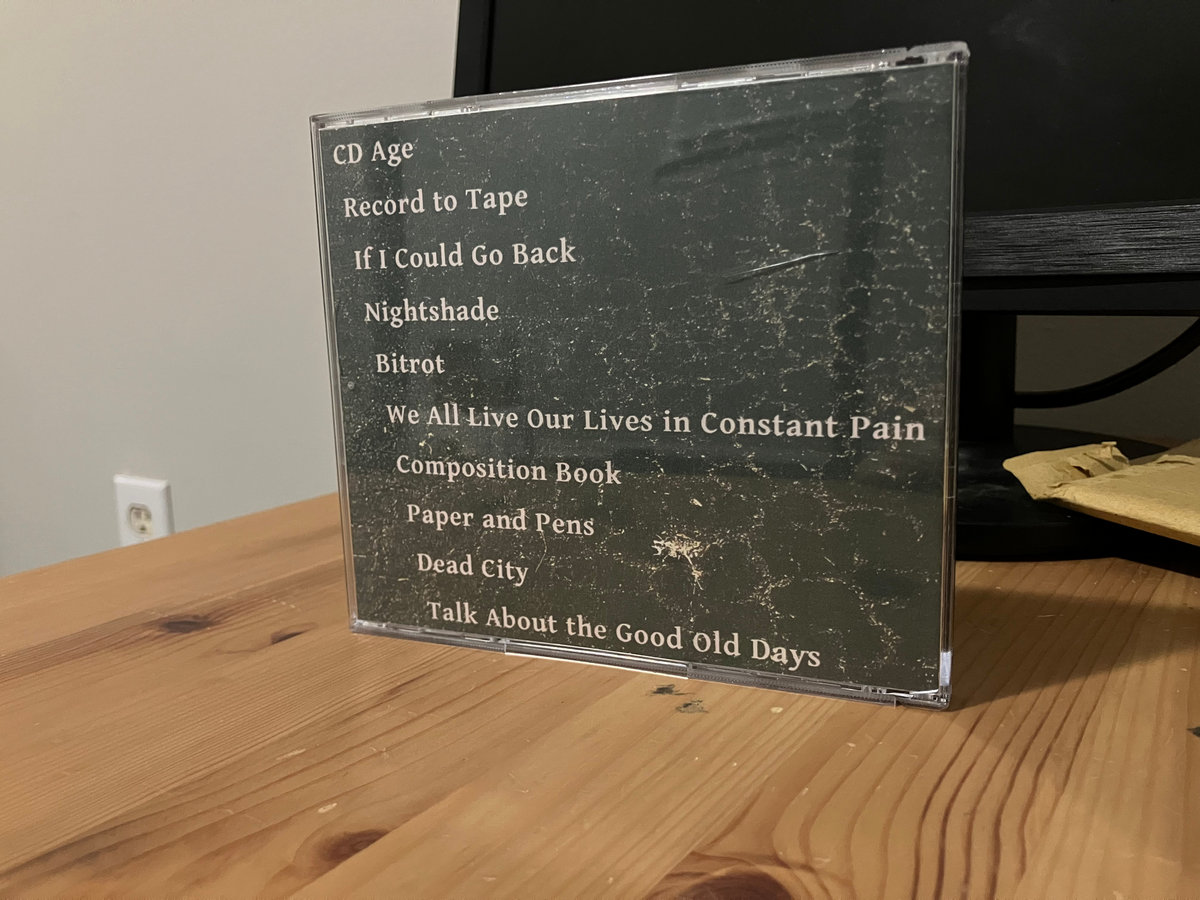 CD Age
Record to Tape
If I Could Go Back
Nightshade
Bitrot
We All Live Our Lives in Constant Pain
Composition Book
Paper and Pens
Dead City
Talk About the Good Old Days